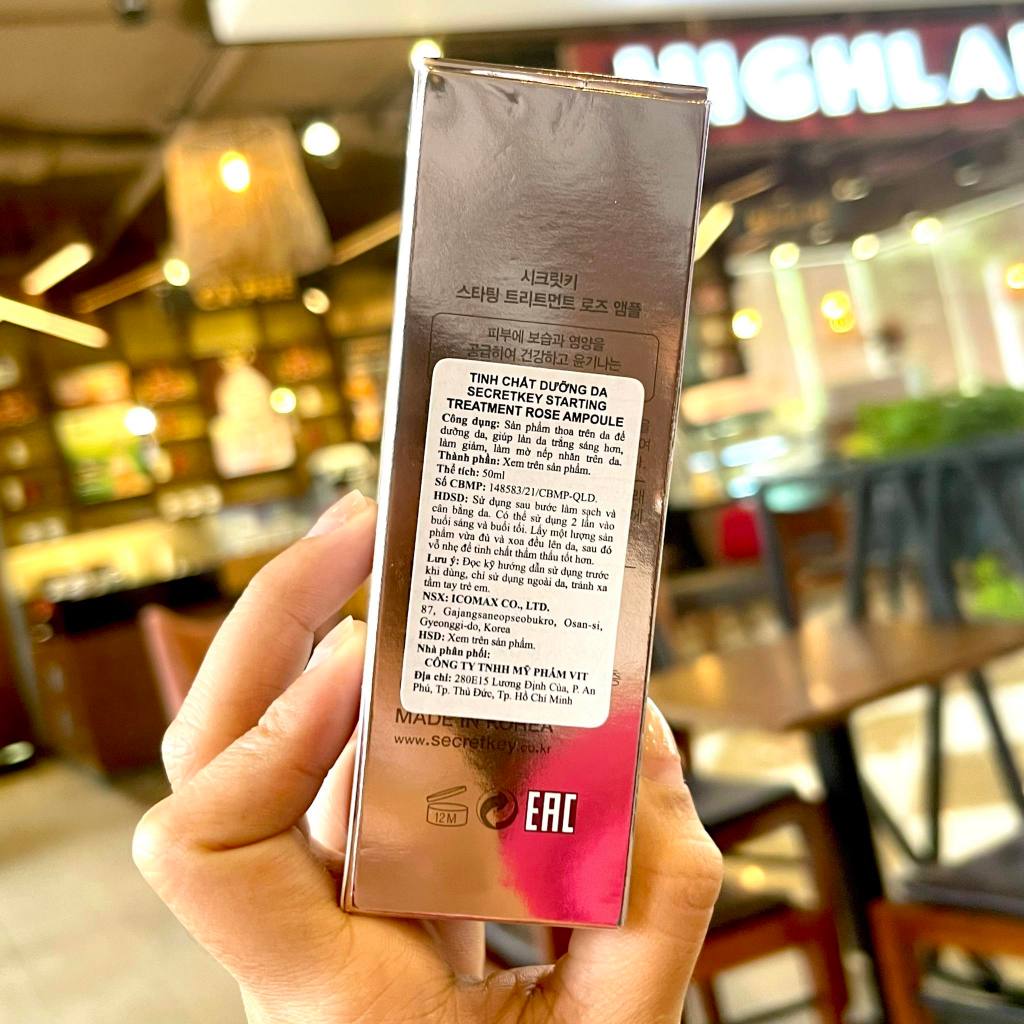 HIGHLA
시크릿키
스타팅 트리트먼트 로즈 앰플
피부에 보습과 영양을
공급하여 건강하고 윤기나는
TINH CHẤT DƯỠNG DA
SECRETKEY STARTING
TREATMENT ROSE AMPOULE
Công dụng: Sản phẩm thoa trên da để
dưỡng da, giúp làn da trắng sáng hơn,
làm giảm, làm mờ nếp nhăn trên da.
Thành phần: Xem trên sản phẩm.
Thể tích: 50ml
Số CBMP: 148583/21/CBMP-QLD.
HDSD: Sử dụng sau bước làm sạch và
cân bằng da. Có thể sử dụng 2 lần vào
buổi sáng và buổi tối. Lấy một lượng sản
phẩm vừa đủ và xoa đều lên da, sau đó
vỗ nhẹ để tinh chất thẩm thấu tốt hơn.
Lưu ý: Đọc kỹ hướng dẫn sử dụng trước
khi dùng, chỉ sử dụng ngoài da, tránh xa
tầm tay trẻ em.
NSX: ICOMAX CO., LTD.
87, Gajangsaneopseobukro, Osan-si,
Gyeonggi-do, Korea
HSD: Xem trên sản phẩm.
Nhà phân phối:
CÔNG TY TNHH MỸ PHẨM VIT
Địa chỉ: 280E15 Lương Định Của, P. An
Phú, Tp. Thủ Đức, Tp. Hồ Chí Minh
MADE IN KOREA
www.secretkey.co.kr
12M
EAC